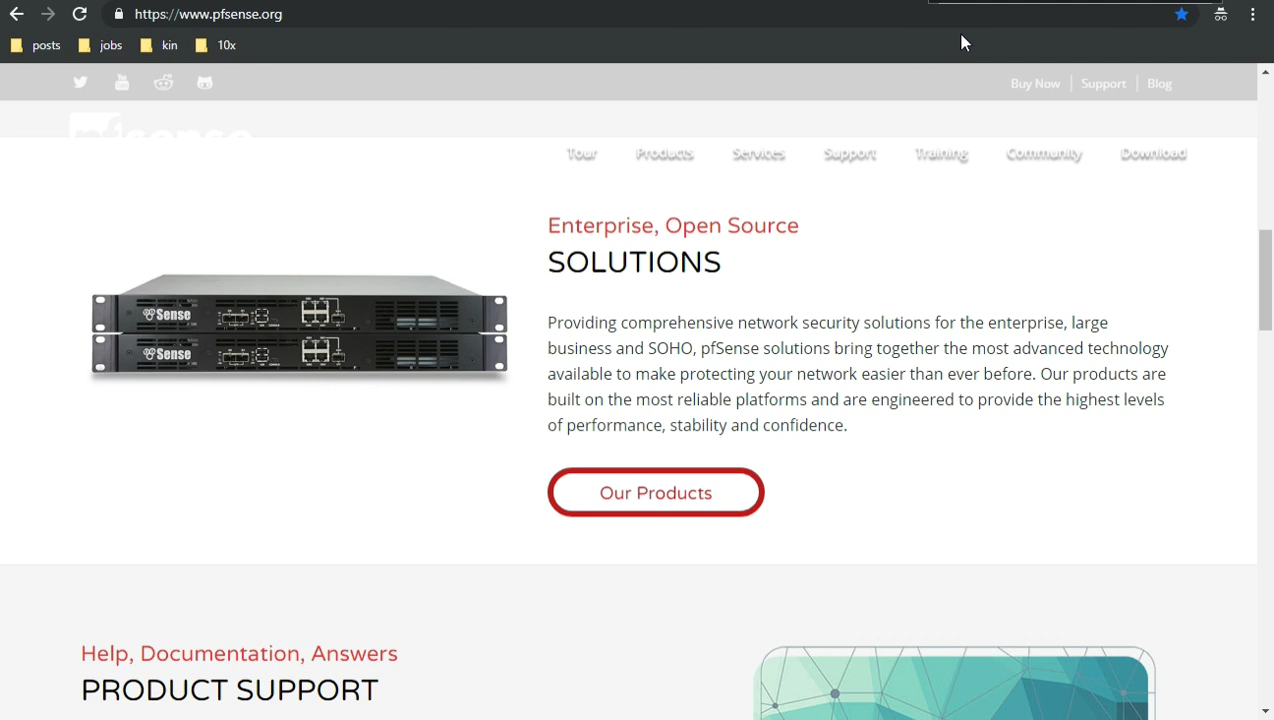 https://www.pfsense.org
posts jobs kin 10x
Buy Now Support Blog
pfsense
Tour Products Services Support Training Community Download
Enterprise, Open Source
SOLUTIONS
Providing comprehensive network security solutions for the enterprise, large
business and SOHO, pfSense solutions bring together the most advanced technology
available to make protecting your network easier than ever before. Our products are
built on the most reliable platforms and are engineered to provide the highest levels
of performance, stability and confidence.
Sense
Sense
Our Products
Help, Documentation, Answers
PRODUCT SUPPORT